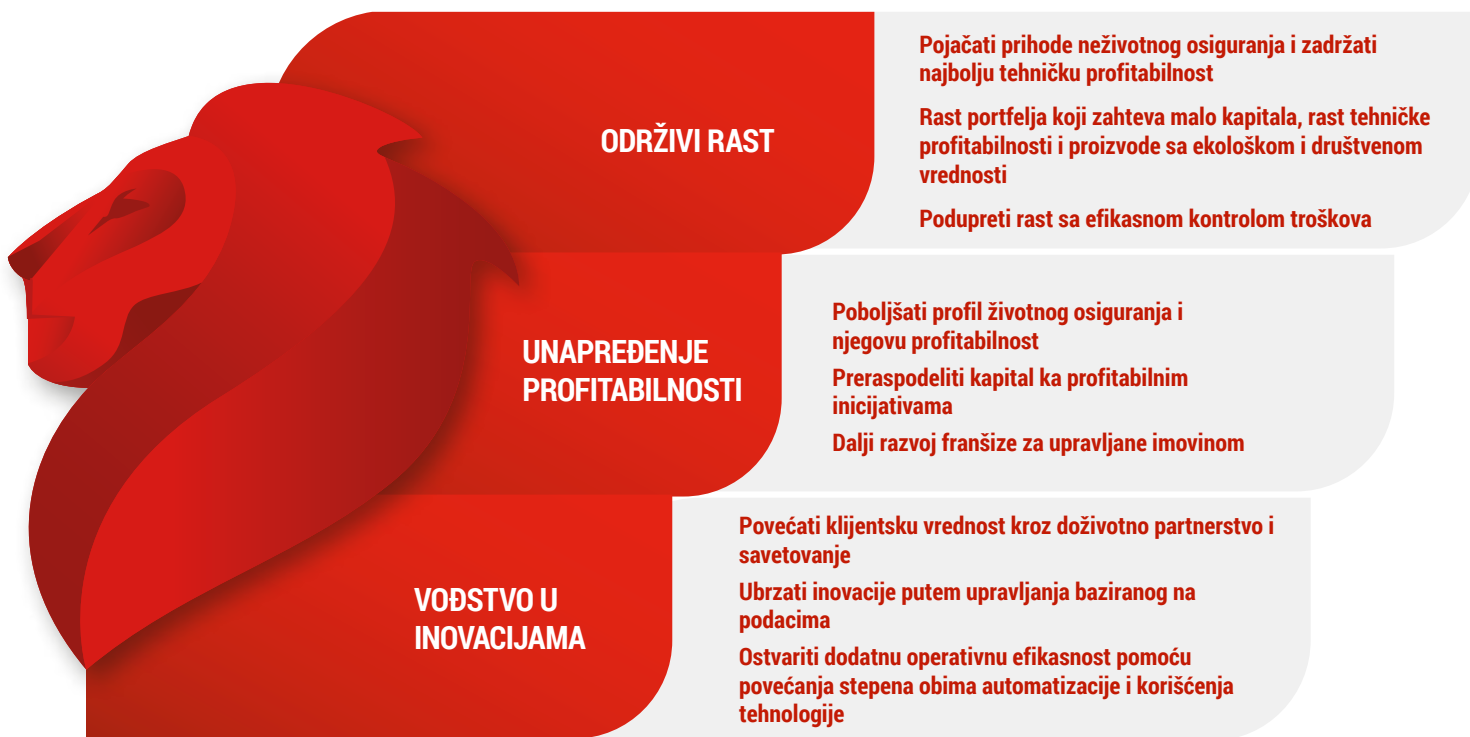 ODRŽIVI RAST
Pojačati prihode neživotnog osiguranja i zadržati
najbolju tehničku profitabilnost
Rast portfelja koji zahteva malo kapitala, rast tehničke
profitabilnosti i proizvode sa ekološkom i društvenom
vrednosti
Podupreti rast sa efikasnom kontrolom troškova
UNAPREĐENJE
PROFITABILNOSTI
Poboljšati profil životnog osiguranja i
njegovu profitabilnost
Preraspodeliti kapital ka profitabilnim
inicijativama
Dalji razvoj franšize za upravljane imovinom
VOĐSTVO U
INOVACIJAMA
Povećati klijentsku vrednost kroz doživotno partnerstvo i
savetovanje
Ubrzati inovacije putem upravljanja baziranog na
podacima
Ostvariti dodatnu operativnu efikasnost pomoću
povećanja stepena obima automatizacije i korišćenja
tehnologije